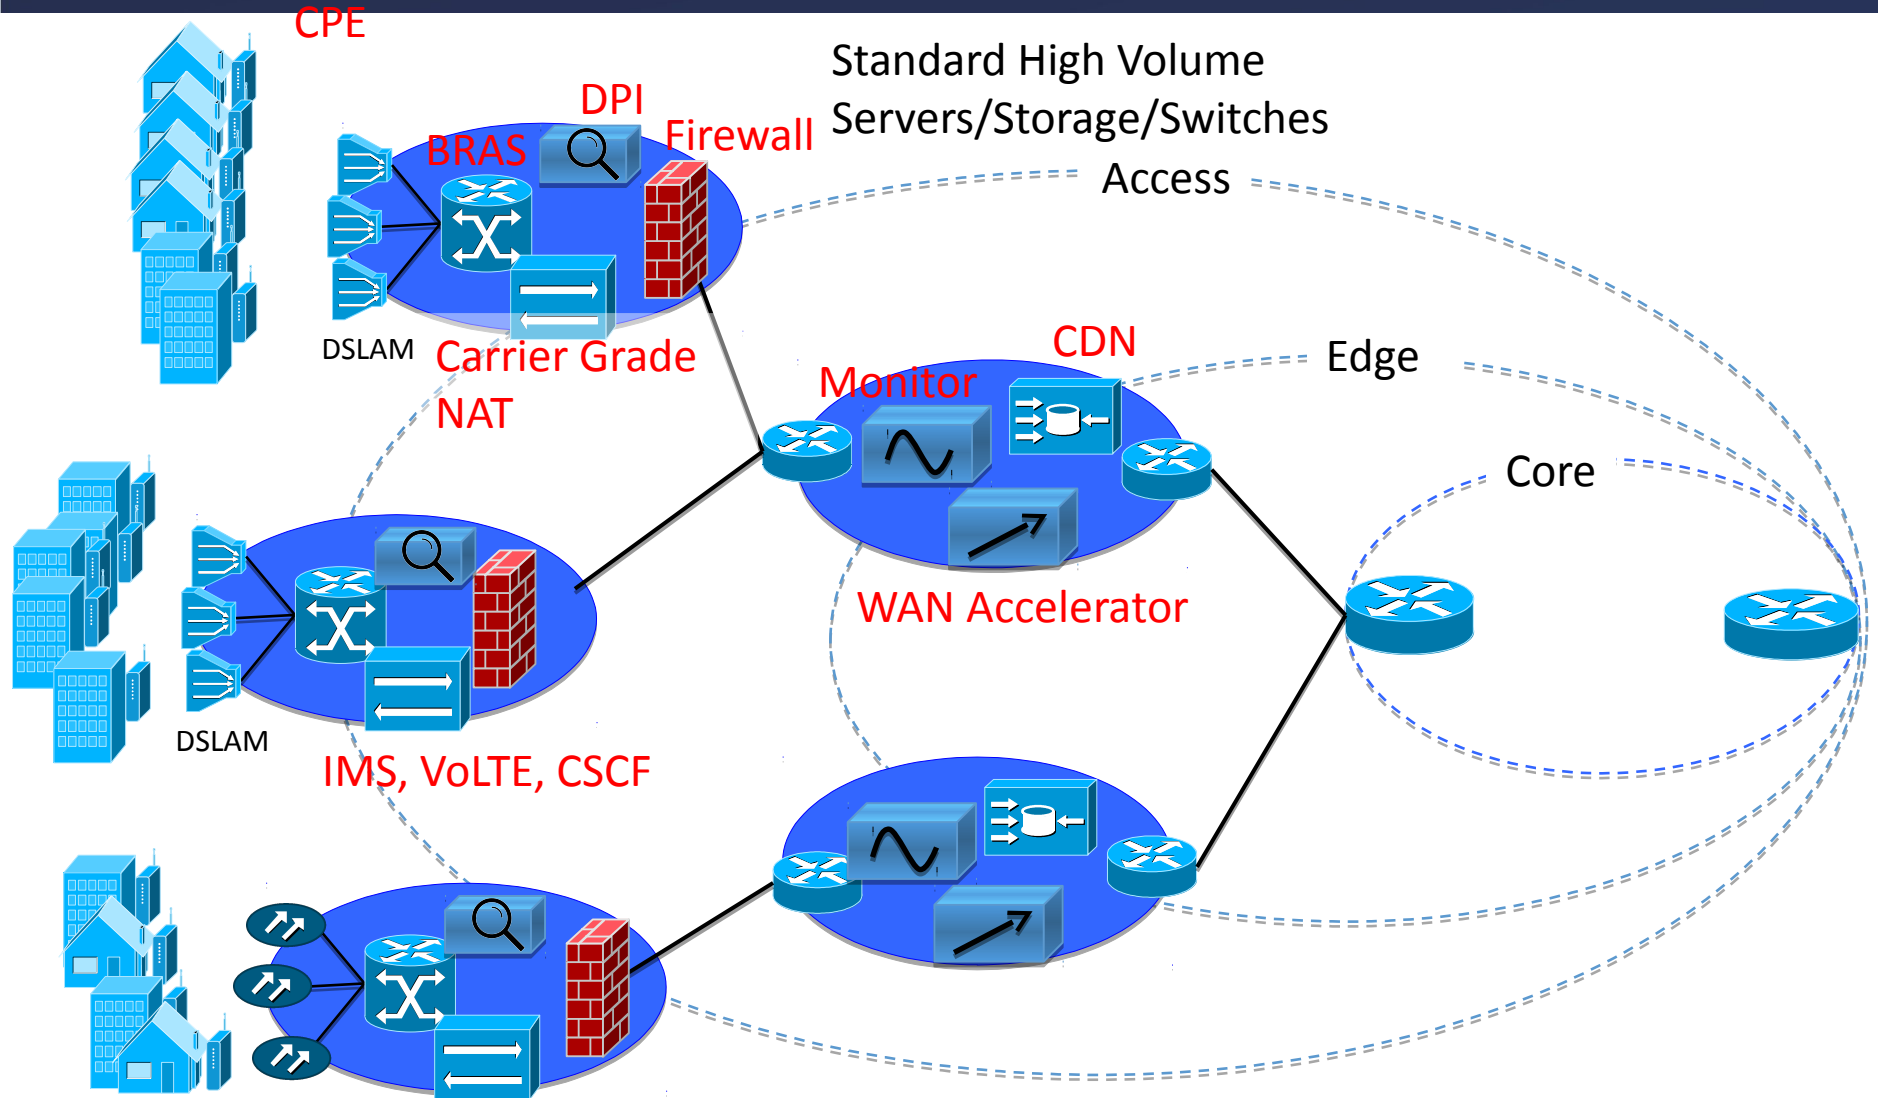 CPE
Standard High Volume
Servers/Storage/Switches
DPI
Firewall
BRAS
Access
DSLAM
Carrier Grade
NAT
CDN
Monitor
Edge
Core
WAN Accelerator
DSLAM
IMS, VoLTE, CSCF